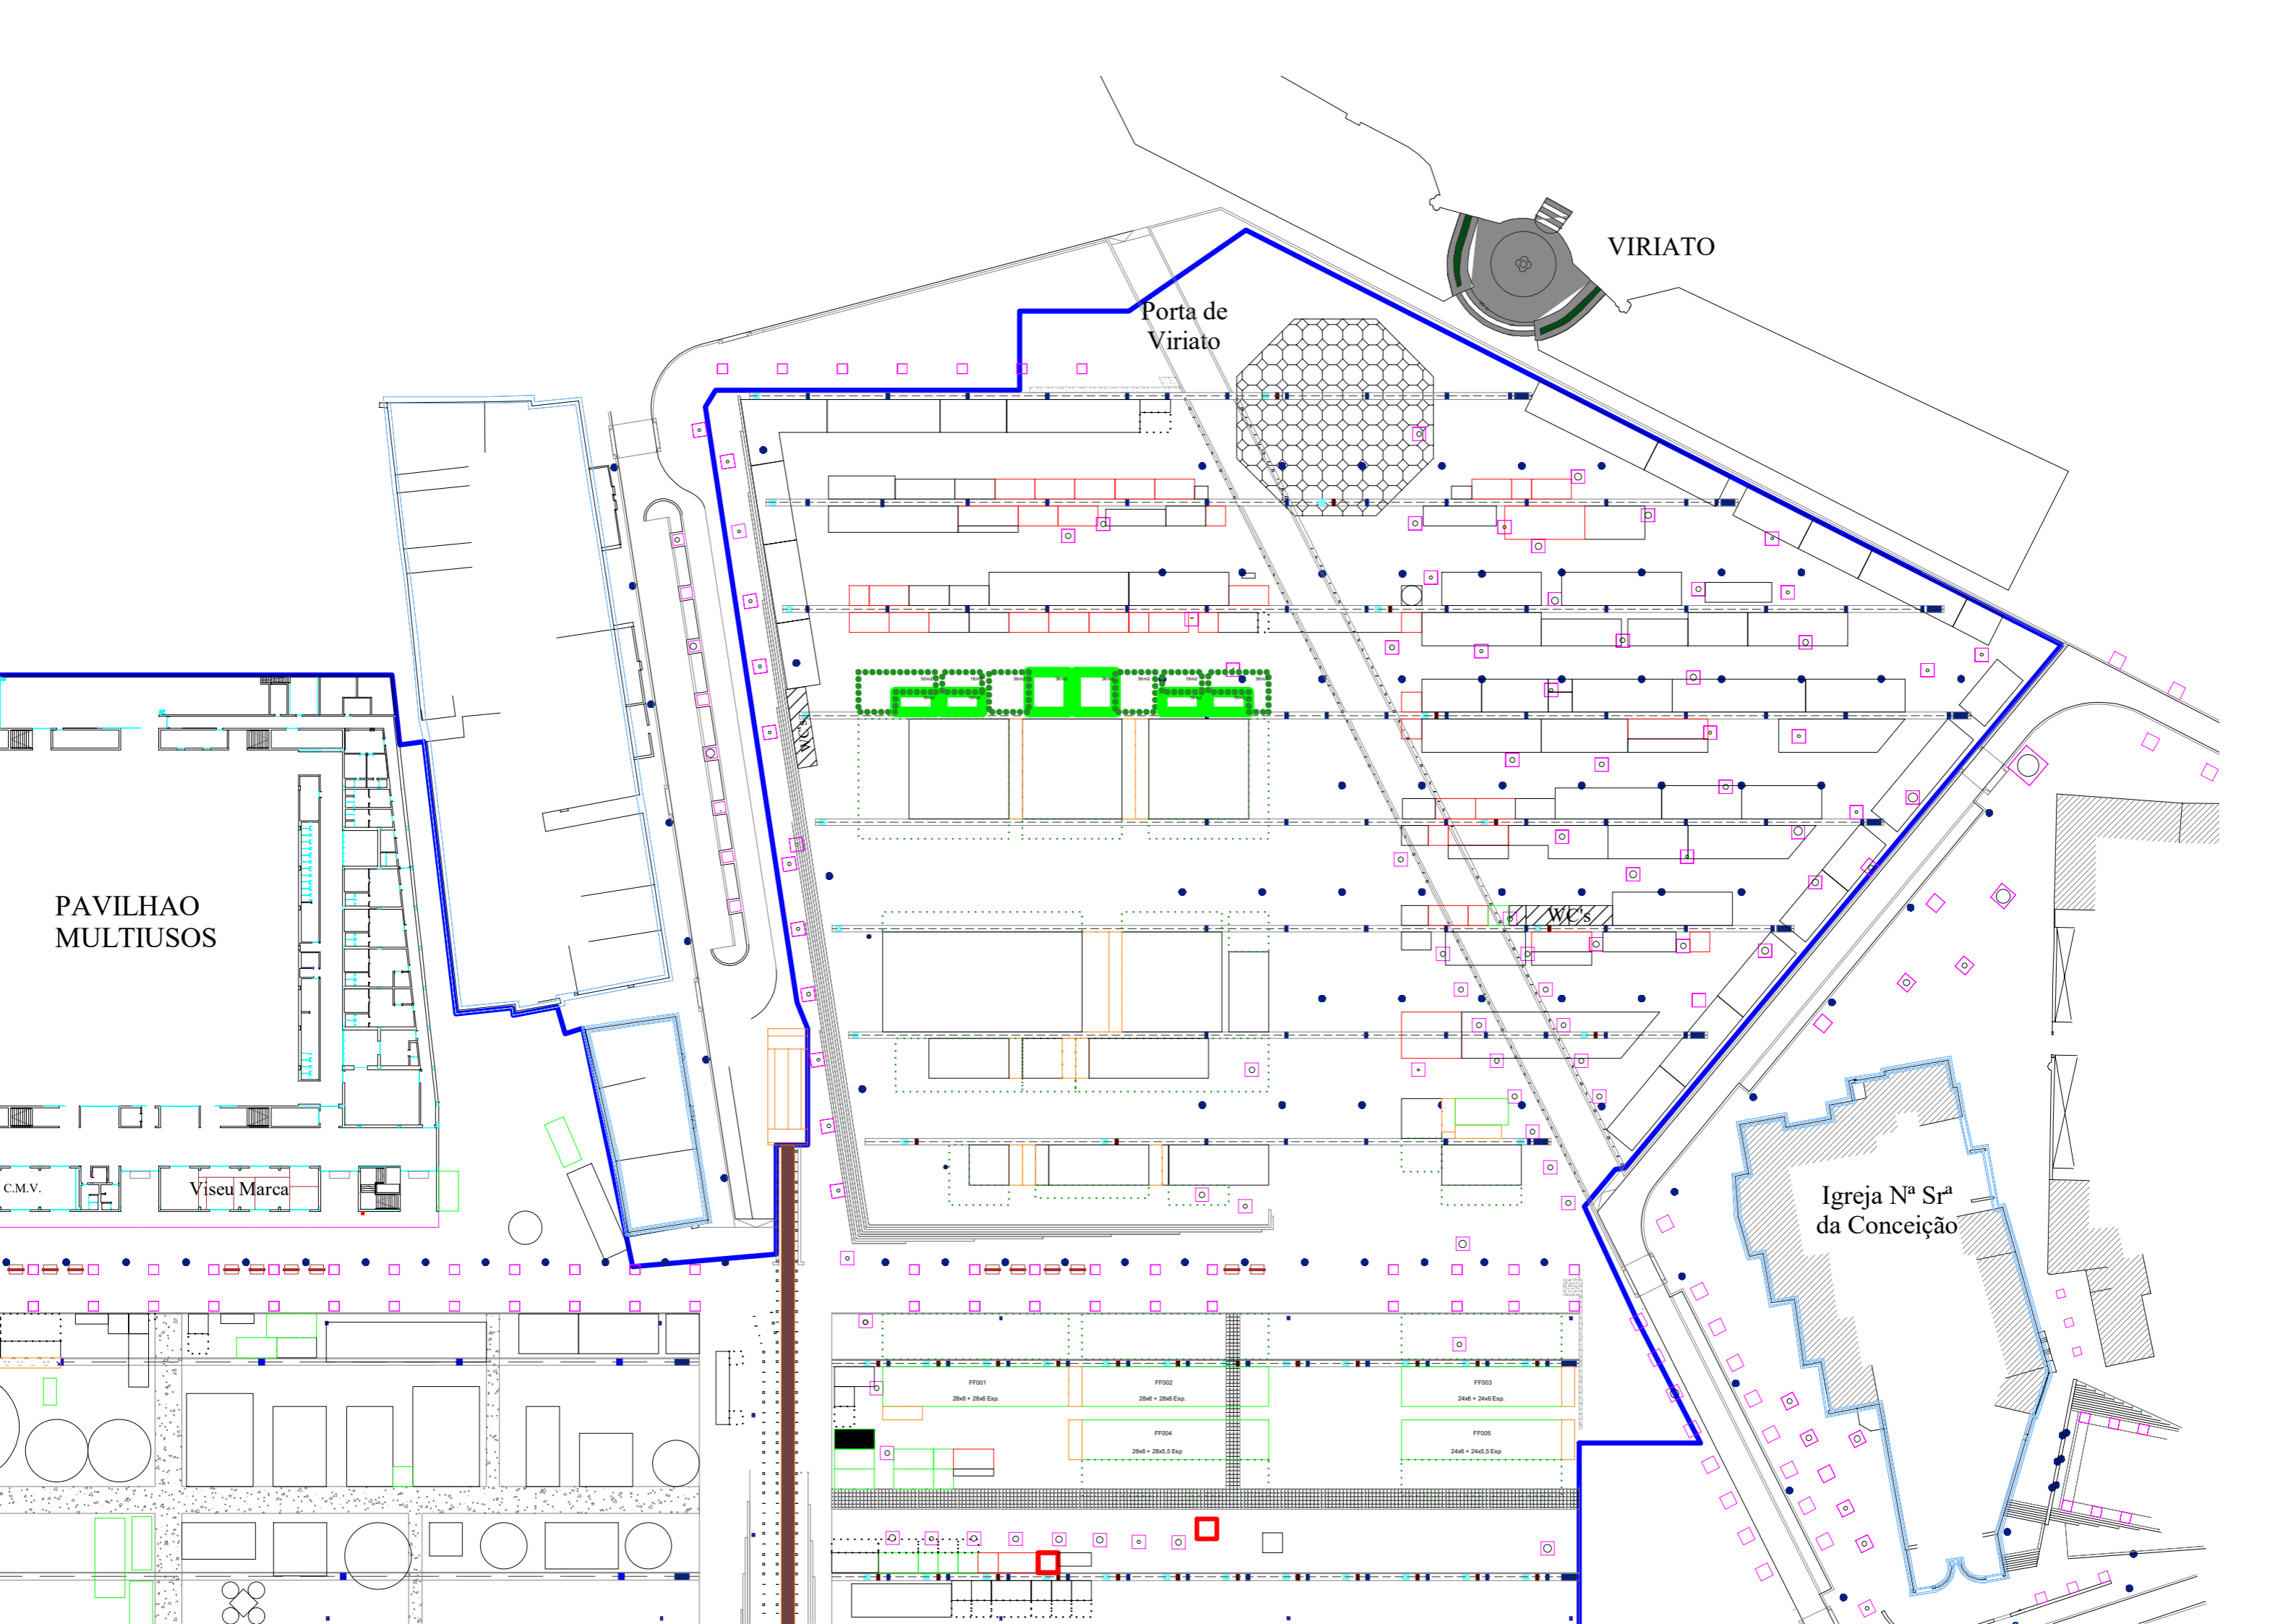 VIRIATO
Porta de
Viriato
WC's
PAVILHAO
MULTIUSOS
WC's
C.M.V.
Viseu Marca
Igreja Nª Srª
da Conceição
FF001
28x6 + 28x6 Esp.
FF002
28x6 + 28x6 Esp.
FF003
24x6 + 24x6 Esp.
FF004
28x6 + 28x5,5 Esp
FF005
24x6 + 24x5,5 Esp